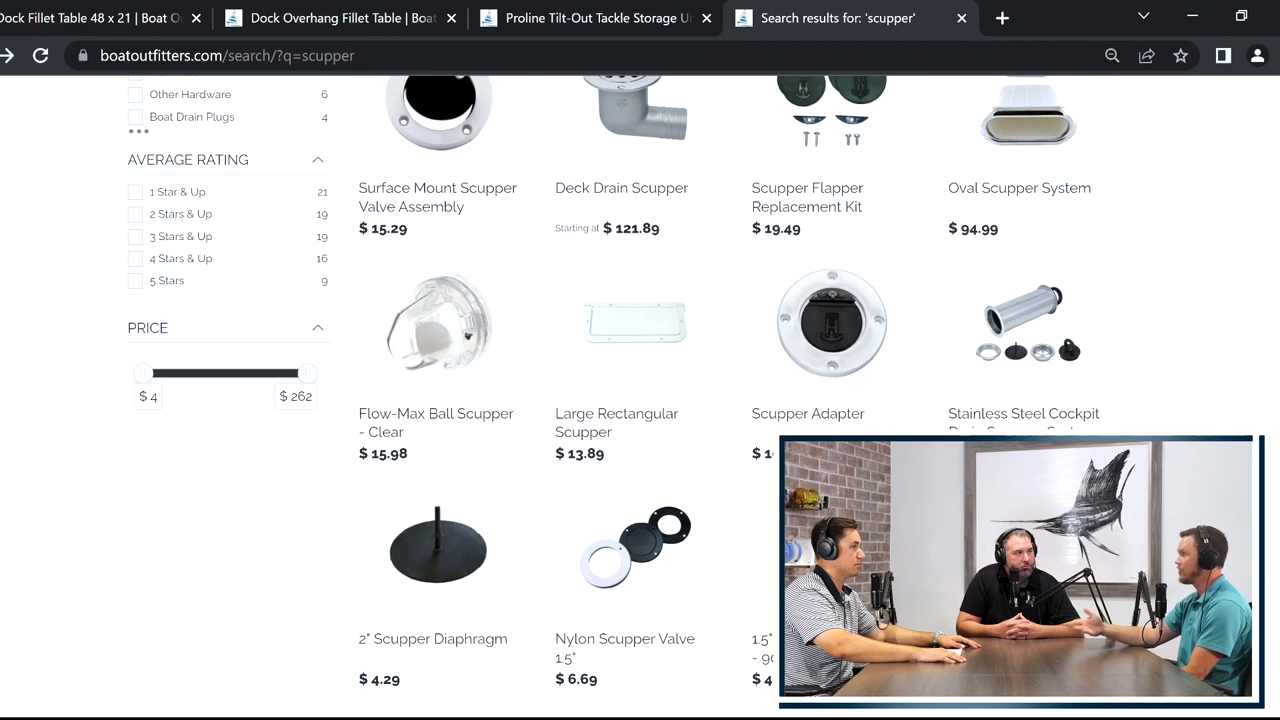 Dock Fillet Table 48 x 21 | Boat O
Dock Overhang Fillet Table | Boat
Proline Tilt-Out Tackle Storage Ur
Search results for: 'scupper'
boatoutfitters.com/search/?q=scupper
Other Hardware 6
Boat Drain Plugs 4
AVERAGE RATING
1 Star & Up 21
2 Stars & Up 19
3 Stars & Up 19
4 Stars & Up 16
5 Stars 9
PRICE
$ 4
$ 262
Surface Mount Scupper
Valve Assembly
$ 15.29
Deck Drain Scupper
Starting at $ 121.89
Scupper Flapper
Replacement Kit
$ 19.49
Oval Scupper System
$ 94.99
Flow-Max Ball Scupper
- Clear
$ 15.98
Large Rectangular
Scupper
$ 13.89
Scupper Adapter
$ 1
Stainless Steel Cockpit
2" Scupper Diaphragm
$ 4.29
Nylon Scupper Valve
1.5"
$ 6.69
1.5"
- 90
$ 4